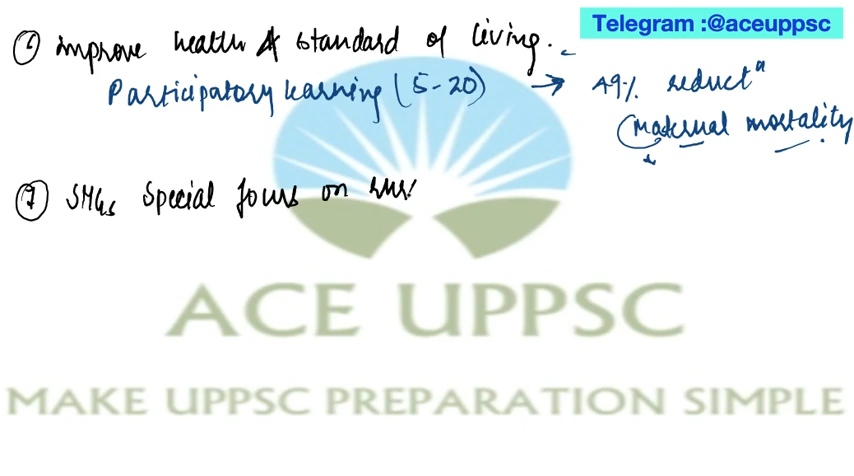 Telegram :@aceuppsc
⑥ improve health & standard of living.
Participatory learning (5-20) → 49% reductⁿ
(Maternal mortality
⑦ SHGs special focus on
ACE UPPSC
MAKE UPPSC PREPARATION SIMPLE